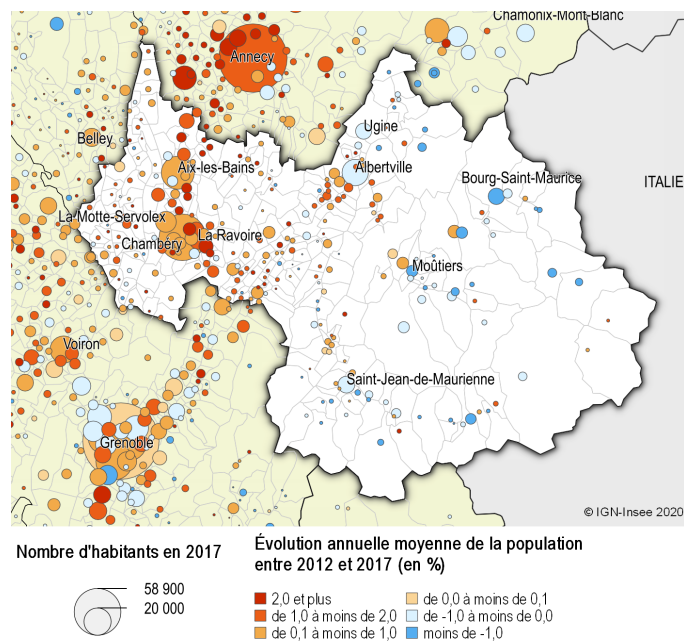 Chamonix-Mont-Blanc
Annecy
Ugine
Belley
Aix-les-Bains
Albertville
Bourg-Saint-Maurice
ITALIE
La-Motte-Servolex
La Ravoire
Chambéry
Moûtiers
Voiron
Saint-Jean-de-Maurienne
Grenoble
© IGN-Insee 2020
Nombre d'habitants en 2017
58 900
20 000
Évolution annuelle moyenne de la population
entre 2012 et 2017 (en %)
2,0 et plus
de 1,0 à moins de 2,0
de 0,1 à moins de 1,0
de 0,0 à moins de 0,1
de -1,0 à moins de 0,0
moins de -1,0